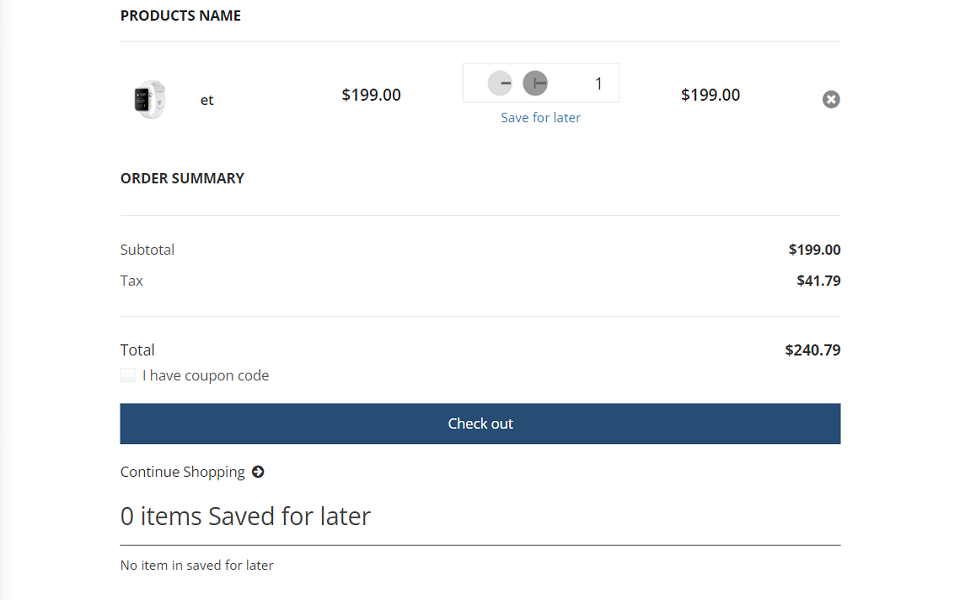 PRODUCTS NAME
et $199.00 1 $199.00
Save for later
ORDER SUMMARY
Subtotal $199.00
Tax $41.79
Total $240.79
I have coupon code
Check out
Continue Shopping
0 items Saved for later
No item in saved for later